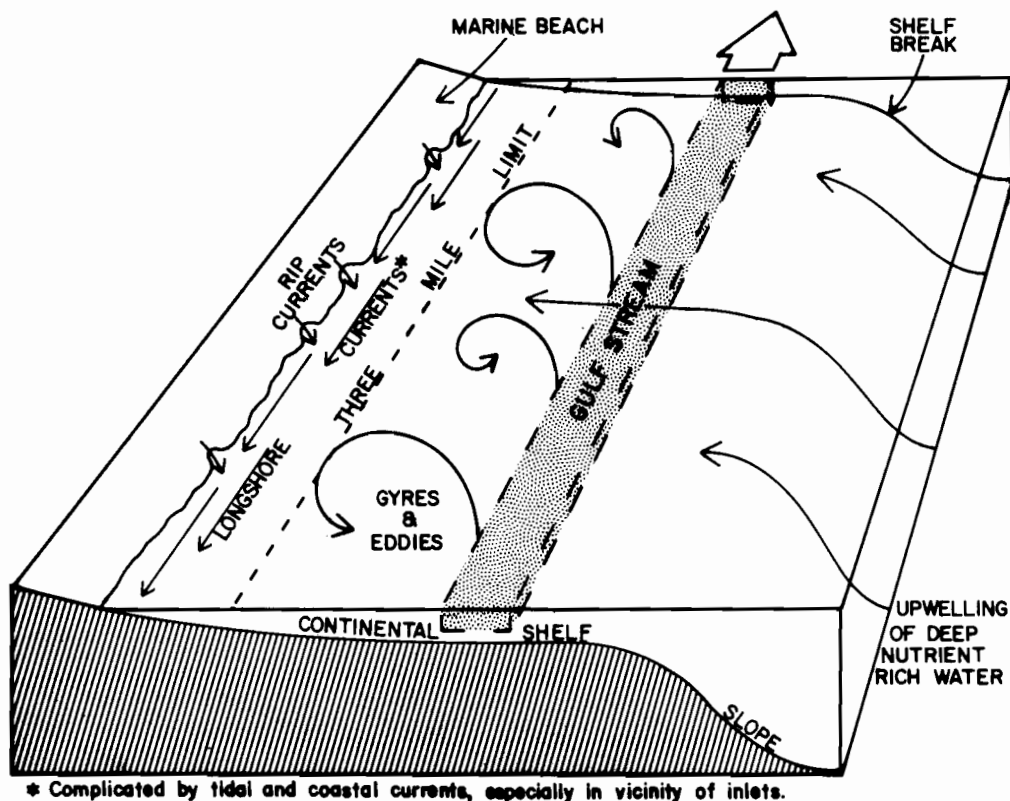 MARINE BEACH
SHELF
BREAK
LIMIT
MILE
THREE
RIP
CURRENTS
CURRENTS*
LONGSHORE
GULF STREAM
GYRES
&
EDDIES
CONTINENTAL SHELF
SLOPE
UPWELLING
OF DEEP
NUTRIENT
RICH WATER
* Complicated by tidal and coastal currents, especially in vicinity of inlets.